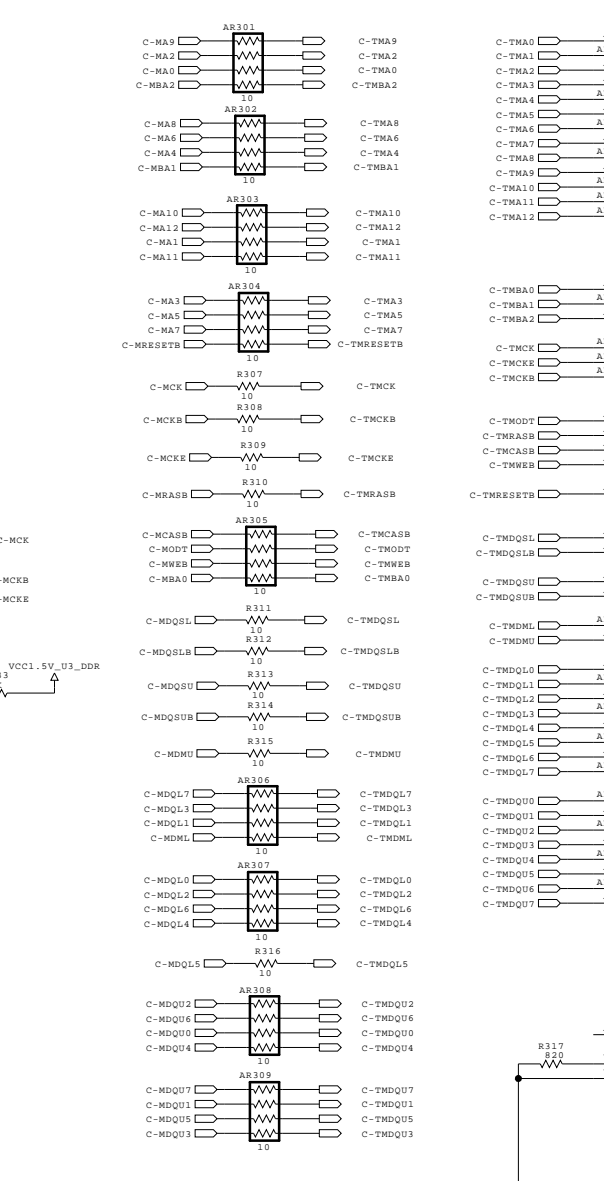 AR301
C-MA9 C-TMA9
C-MA2 C-TMA2
C-MA0 C-TMA0
C-MBA2 C-TMBA2
10
AR302
C-MA8 C-TMA8
C-MA6 C-TMA6
C-MA4 C-TMA4
C-MBA1 C-TMBA1
10
AR303
C-MA10 C-TMA10
C-MA12 C-TMA12
C-MA1 C-TMA1
C-MA11 C-TMA11
10
AR304
C-MA3 C-TMA3
C-MA5 C-TMA5
C-MA7 C-TMA7
C-MRESETB C-TMRESETB
10
R307
C-MCK C-TMCK
10
R308
C-MCKB C-TMCKB
10
R309
C-MCKE C-TMCKE
10
R310
C-MRASB C-TMRASB
10
AR305
C-MCASB C-TMCASB
C-MODT C-TMODT
C-MWEB C-TMWEB
C-MBA0 C-TMBA0
10
R311
C-MDQSL C-TMDQSL
10
R312
C-MDQSLB C-TMDQSLB
10
R313
C-MDQSU C-TMDQSU
10
R314
C-MDQSUB C-TMDQSUB
10
R315
C-MDMU C-TMDMU
10
AR306
C-MDQL7 C-TMDQL7
C-MDQL3 C-TMDQL3
C-MDQL1 C-TMDQL1
C-MDML C-TMDML
10
AR307
C-MDQL0 C-TMDQL0
C-MDQL2 C-TMDQL2
C-MDQL6 C-TMDQL6
C-MDQL4 C-TMDQL4
10
R316
C-MDQL5 C-TMDQL5
10
AR308
C-MDQU2 C-TMDQU2
C-MDQU6 C-TMDQU6
C-MDQU0 C-TMDQU0
C-MDQU4 C-TMDQU4
10
AR309
C-MDQU7 C-TMDQU7
C-MDQU1 C-TMDQU1
C-MDQU5 C-TMDQU5
C-MDQU3 C-TMDQU3
10
C-MCK
MCKB
MCKE
VCC1.5V_U3_DDR
C-TMA0
C-TMA1
C-TMA2
C-TMA3
C-TMA4
C-TMA5
C-TMA6
C-TMA7
C-TMA8
C-TMA9
C-TMA10
C-TMA11
C-TMA12
C-TMBA0
C-TMBA1
C-TMBA2
C-TMCK
C-TMCKE
C-TMCKB
C-TMODT
C-TMRASB
C-TMCASB
C-TMWEB
C-TMRESETB
C-TMDQSL
C-TMDQSLB
C-TMDQSU
C-TMDQSUB
C-TMDML
C-TMDMU
C-TMDQL0
C-TMDQL1
C-TMDQL2
C-TMDQL3
C-TMDQL4
C-TMDQL5
C-TMDQL6
C-TMDQL7
C-TMDQU0
C-TMDQU1
C-TMDQU2
C-TMDQU3
C-TMDQU4
C-TMDQU5
C-TMDQU6
C-TMDQU7
R317
820